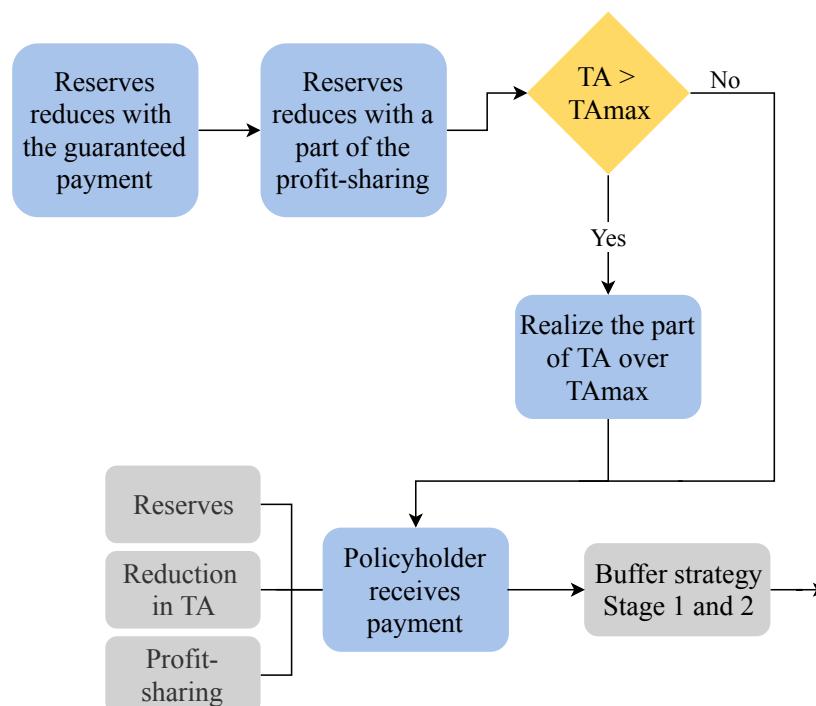 Reserves
reduces with
the guaranteed
payment
Reserves
reduces with a
part of the
profit-sharing
TA >
TAmax
No
Yes
Realize the part
of TA over
TAmax
Reserves
Reduction
in TA
Profit-
sharing
Policyholder
receives
payment
Buffer strategy
Stage 1 and 2